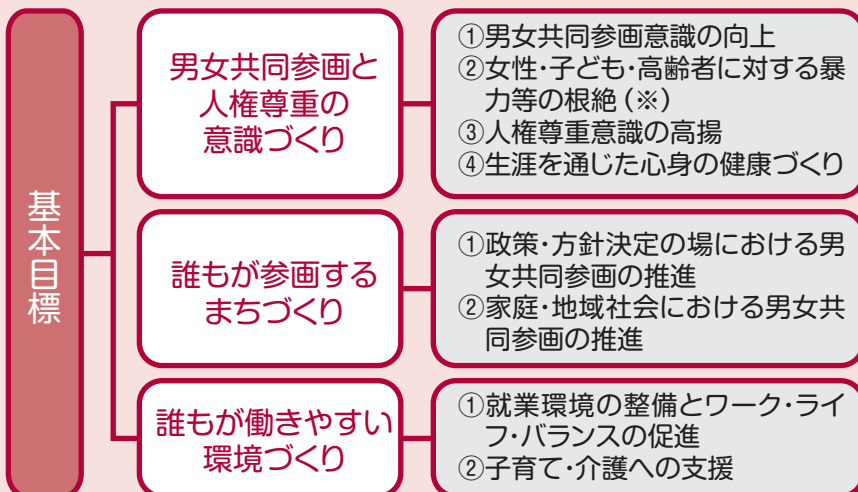 基本目標
男女共同参画と
人権尊重の
意識づくり
①男女共同参画意識の向上
②女性・子ども・高齢者に対する暴
力等の根絶（※）
③人権尊重意識の高揚
④生涯を通じた心身の健康づくり
誰もが参画する
まちづくり
①政策・方針決定の場における男
女共同参画の推進
②家庭・地域社会における男女共
同参画の推進
誰もが働きやすい
環境づくり
①就業環境の整備とワーク・ライ
フ・バランスの促進
②子育て・介護への支援